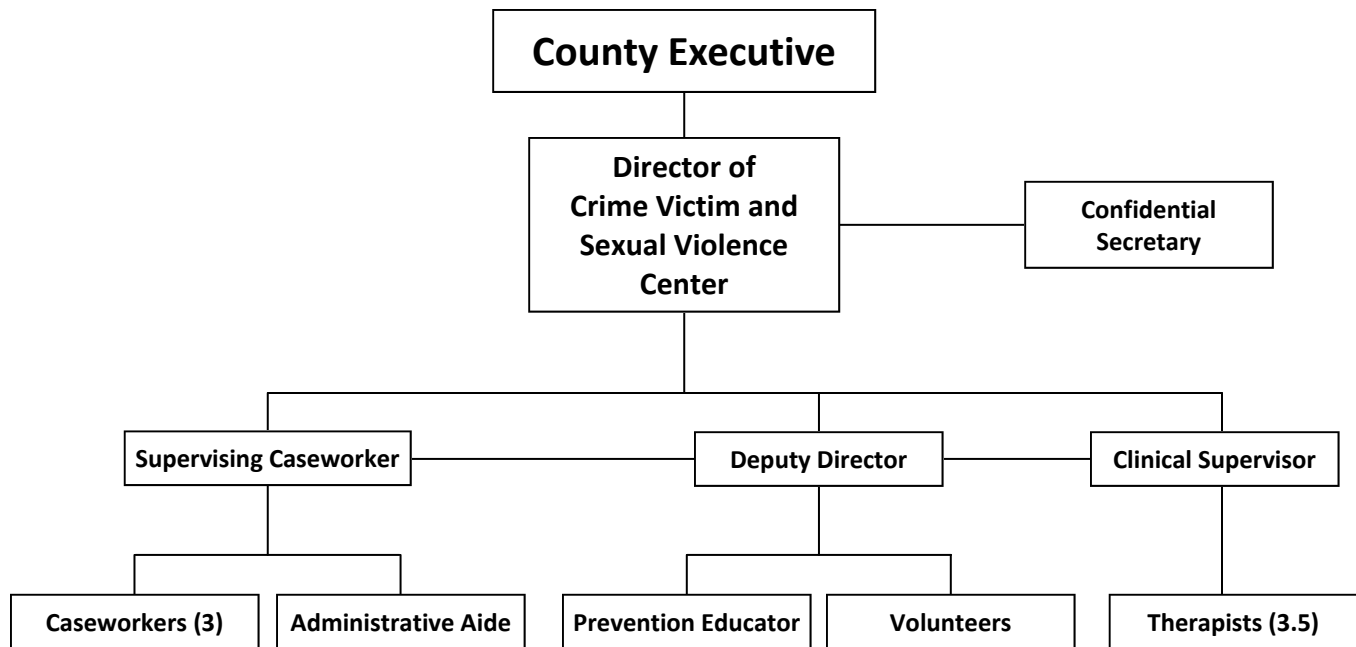 County Executive
Director of
Crime Victim and
Sexual Violence
Center
Confidential
Secretary
Supervising Caseworker
Deputy Director
Clinical Supervisor
Caseworkers (3)
Administrative Aide
Prevention Educator
Volunteers
Therapists (3.5)